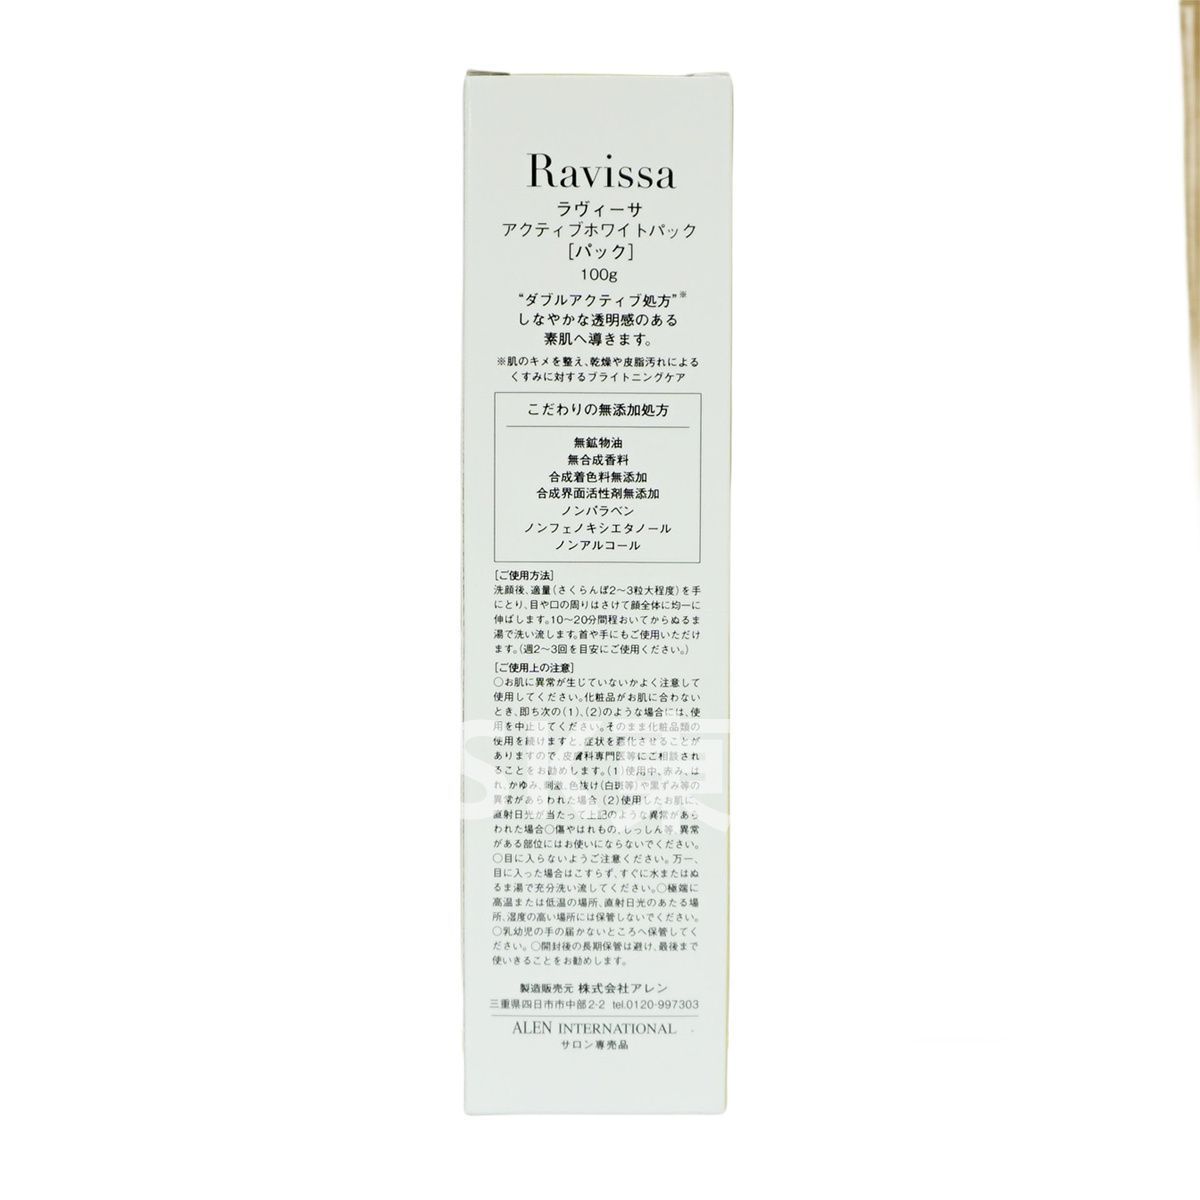 Ravissa
ラヴィーサ
アクティブホワイトパック
[パック]
100g
“ダブルアクティブ処方”※
しなやかな透明感のある
素肌へ導きます。
※肌のキメを整え、乾燥や皮脂汚れによる
くすみに対するブライトニングケア
こだわりの無添加処方
無鉱物油
無合成香料
合成着色料無添加
合成界面活性剤無添加
ノンパラベン
ノンフェノキシエタノール
ノンアルコール
[ご使用方法]
洗顔後、適量(さくらんぼ2〜3粒大程度)を手
にとり、目や口の周りはさけて顔全体に均一に
伸ばします。10〜20分間程おいてからぬるま
湯で洗い流します。首や手にもご使用いただけ
ます。(週2〜3回を目安にご使用ください。)
[ご使用上の注意]
○お肌に異常が生じていないかよく注意して
使用してください。化粧品がお肌に合わない
とき、即ち次の(1)、(2)のような場合には、使
用を中止してください。そのまま化粧品類の
使用を続けますと、症状を悪化させることが
ありますので、皮膚科専門医等にご相談され
ることをお勧めします。(1)使用中、赤み、は
れ、かゆみ、刺激、色抜け(白斑等)や黒ずみ等の
異常があらわれた場合 (2)使用したお肌に、
直射日光が当たって上記のような異常があら
われた場合○傷やはれもの、しっしん等、異常
がある部位にはお使いにならないでください。
○目に入らないようご注意ください。万一、
目に入った場合はこすらず、すぐに水またはぬ
るま湯で充分洗い流してください。○極端に
高温または低温の場所、直射日光のあたる場
所、湿度の高い場所には保管しないでください。
○乳幼児の手の届かないところへ保管してく
ださい。○開封後の長期保管は避け、最後まで
使いきることをお勧めします。
製造販売元 株式会社アレン
三重県四日市市中部2-2 tel.0120-997303
ALEN INTERNATIONAL
サロン専売品